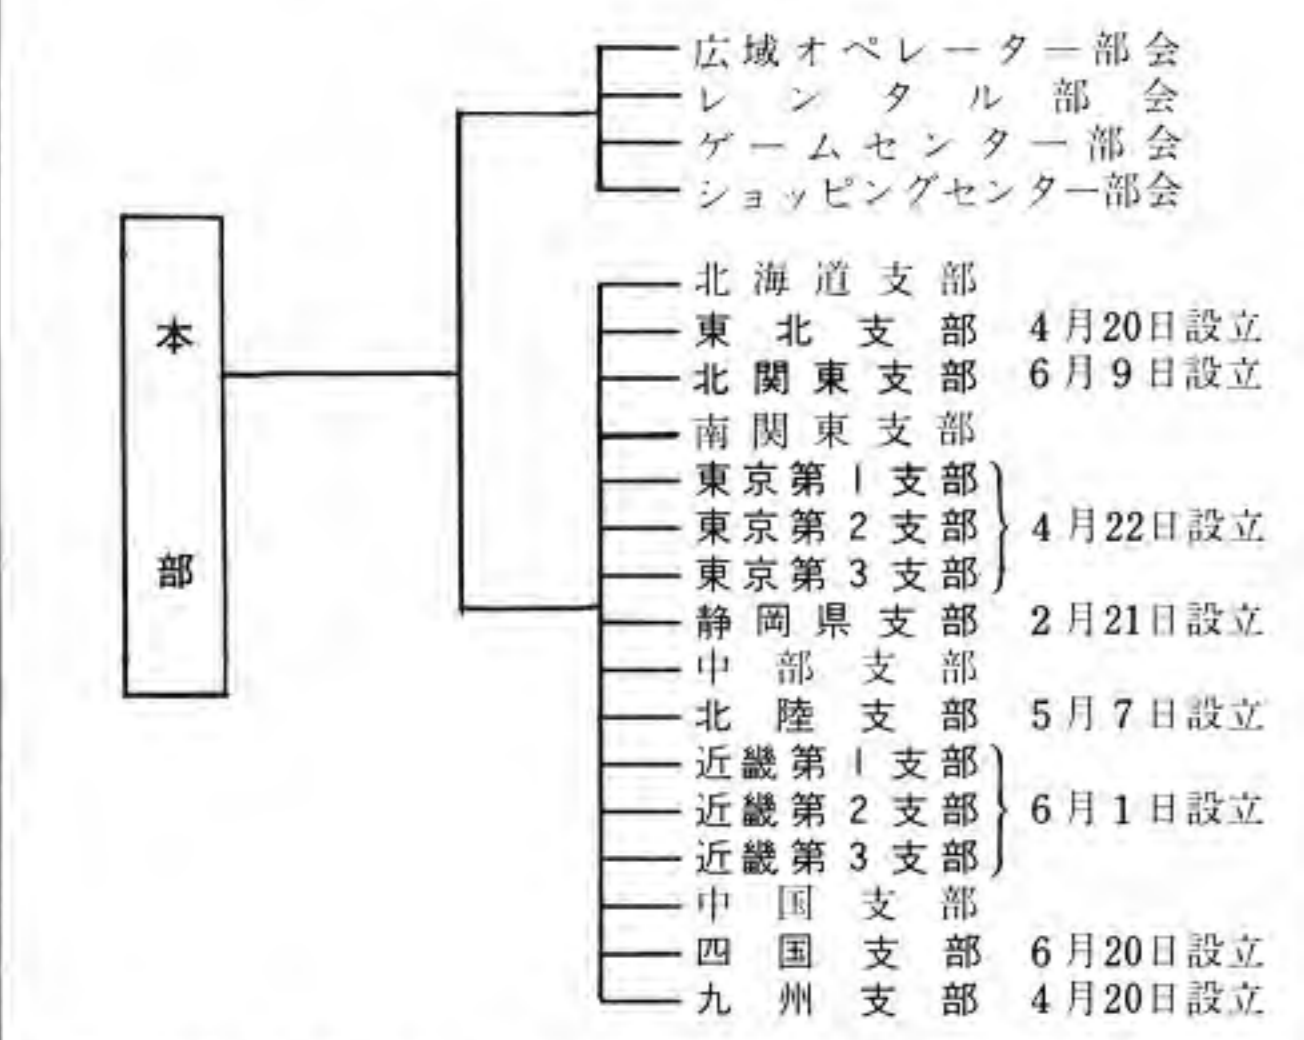 本部
広域オペレーター部会
レンタル部会
ゲームセンター部会
ショッピングセンター部会
北海道支部
東北支部 4月20日設立
北関東支部 6月9日設立
南関東支部
東京第1支部
東京第2支部 4月22日設立
東京第3支部
静岡県支部 2月21日設立
中部支部
北陸支部 5月7日設立
近畿第1支部
近畿第2支部 6月1日設立
近畿第3支部
中国支部
四国支部 6月20日設立
九州支部 4月20日設立